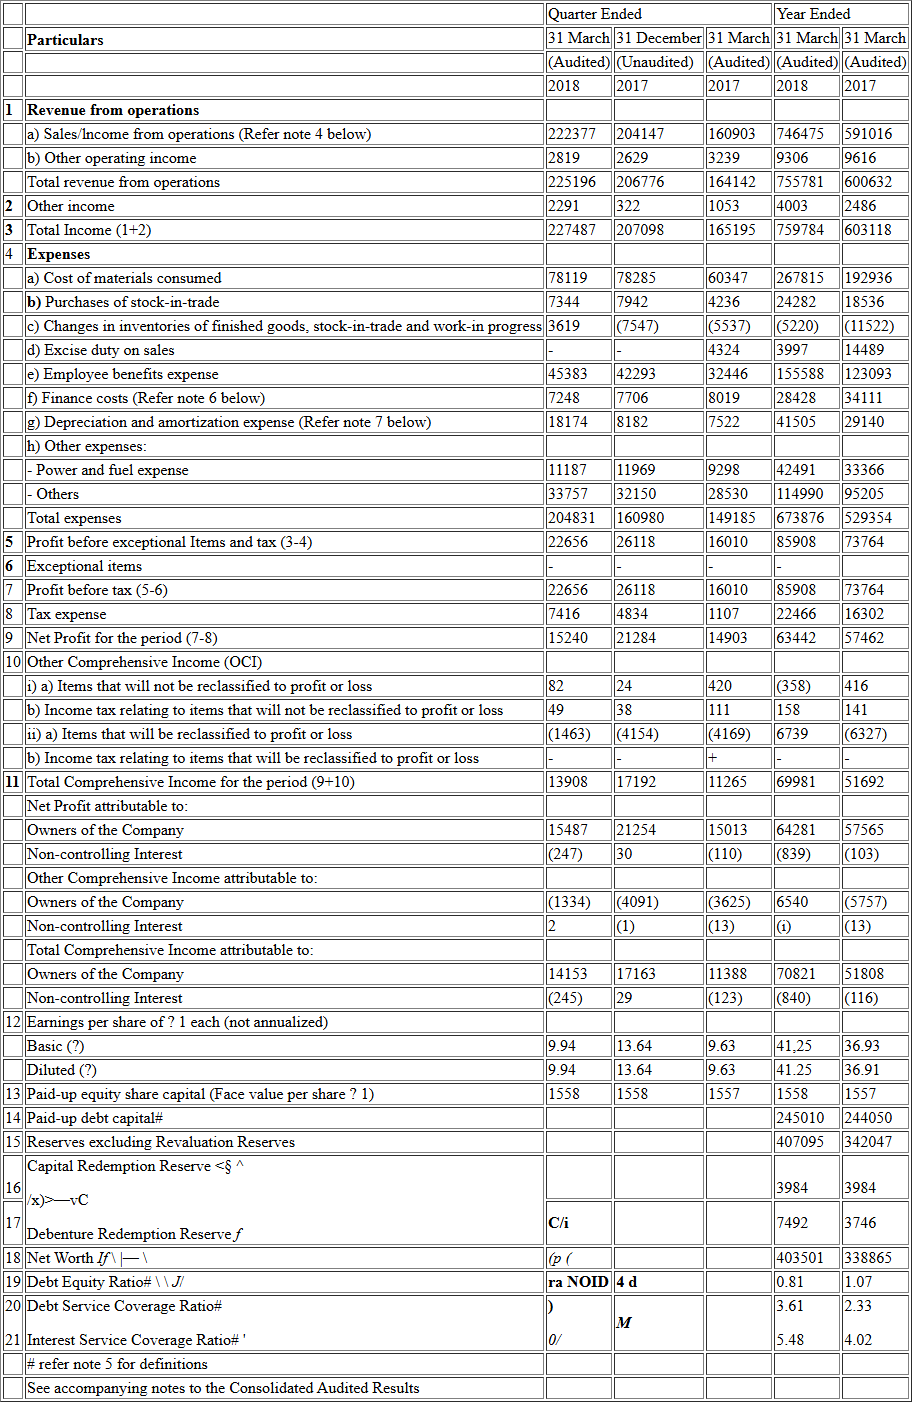 Quarter Ended Year Ended
Particulars 31 March 31 December 31 March 31 March 31 March
(Audited) (Unaudited) (Audited) (Audited) (Audited)
2018 2017 2017 2018 2017
1 Revenue from operations
a) Sales/Income from operations (Refer note 4 below) 222377 204147 160903 746475 591016
b) Other operating income 2819 2629 3239 9306 9616
Total revenue from operations 225196 206776 164142 755781 600632
2 Other income 2291 322 1053 4003 2486
3 Total Income (1+2) 227487 207098 165195 759784 603118
4 Expenses
a) Cost of materials consumed 78119 78285 60347 267815 192936
b) Purchases of stock-in-trade 7344 7942 4236 24282 18536
c) Changes in inventories of finished goods, stock-in-trade and work-in progress 3619 (7547) (5537) (5220) (11522)
d) Excise duty on sales - - 4324 3997 14489
e) Employee benefits expense 45383 42293 32446 155588 123093
f) Finance costs (Refer note 6 below) 7248 7706 8019 28428 34111
g) Depreciation and amortization expense (Refer note 7 below) 18174 8182 7522 41505 29140
h) Other expenses:
- Power and fuel expense 11187 11969 9298 42491 33366
- Others 33757 32150 28530 114990 95205
Total expenses 204831 160980 149185 673876 529354
5 Profit before exceptional Items and tax (3-4) 22656 26118 16010 85908 73764
6 Exceptional items - - - -
7 Profit before tax (5-6) 22656 26118 16010 85908 73764
8 Tax expense 7416 4834 1107 22466 16302
9 Net Profit for the period (7-8) 15240 21284 14903 63442 57462
10 Other Comprehensive Income (OCI)
i) a) Items that will not be reclassified to profit or loss 82 24 420 (358) 416
b) Income tax relating to items that will not be reclassified to profit or loss 49 38 111 158 141
ii) a) Items that will be reclassified to profit or loss (1463) (4154) (4169) 6739 (6327)
b) Income tax relating to items that will be reclassified to profit or loss - - + - -
11 Total Comprehensive Income for the period (9+10) 13908 17192 11265 69981 51692
Net Profit attributable to:
Owners of the Company 15487 21254 15013 64281 57565
Non-controlling Interest (247) 30 (110) (839) (103)
Other Comprehensive Income attributable to:
Owners of the Company (1334) (4091) (3625) 6540 (5757)
Non-controlling Interest 2 (1) (13) (i) (13)
Total Comprehensive Income attributable to:
Owners of the Company 14153 17163 11388 70821 51808
Non-controlling Interest (245) 29 (123) (840) (116)
12 Earnings per share of ? 1 each (not annualized)
Basic (?) 9.94 13.64 9.63 41,25 36.93
Diluted (?) 9.94 13.64 9.63 41.25 36.91
13 Paid-up equity share capital (Face value per share ? 1) 1558 1558 1557 1558 1557
14 Paid-up debt capital# 245010 244050
15 Reserves excluding Revaluation Reserves 407095 342047
Capital Redemption Reserve <§ ^
16 3984 3984
/x)>—vC
17 C/i 7492 3746
Debenture Redemption Reserve ƒ
18 Net Worth If \ |— \ (p ( 403501 338865
19 Debt Equity Ratio# \ \ J/ ra NOID 4 d 0.81 1.07
20 Debt Service Coverage Ratio# ) 3.61 2.33
M
21 Interest Service Coverage Ratio# ' 0/ 5.48 4.02
# refer note 5 for definitions
See accompanying notes to the Consolidated Audited Results